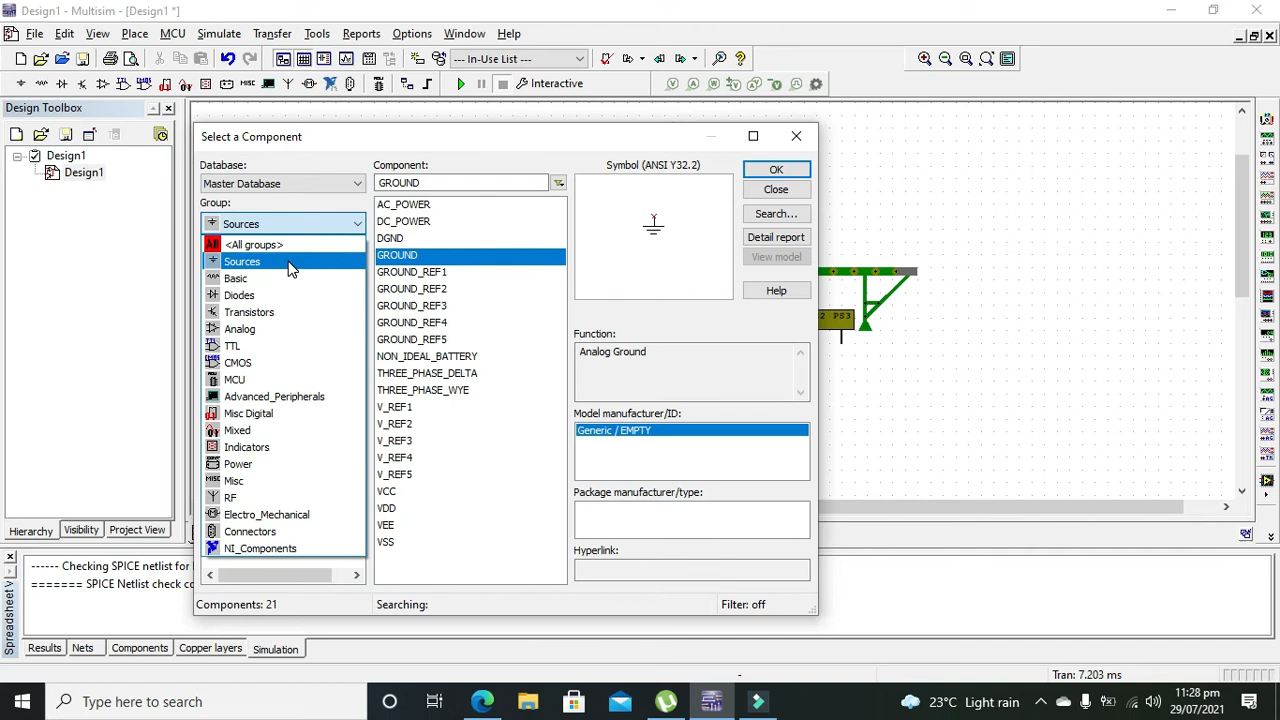 Design1 - Multisim - [Design1 *]
File Edit View Place MCU Simulate Transfer Tools Reports Options Window Help
--- In-Use List ---
MISC Interactive
Design Toolbox
Design1
Design1
Hierarchy Visibility Project View
Select a Component
Database:
Master Database
Group:
Sources
All <All groups>
Sources
Basic
Diodes
Transistors
Analog
TTL
CMOS
MCU
Advanced_Peripherals
Misc Digital
Mixed
Indicators
Power
Misc
RF
Electro_Mechanical
Connectors
NI_Components
Component:
GROUND
AC_POWER
DC_POWER
DGND
GROUND
GROUND_REF1
GROUND_REF2
GROUND_REF3
GROUND_REF4
GROUND_REF5
NON_IDEAL_BATTERY
THREE_PHASE_DELTA
THREE_PHASE_WYE
V_REF1
V_REF2
V_REF3
V_REF4
V_REF5
VCC
VDD
VEE
VSS
Symbol (ANSI Y32.2)
OK
Close
Search...
Detail report
View model
Help
Function:
Analog Ground
Model manufacturer/ID:
Generic / EMPTY
Package manufacturer/type:
Hyperlink:
Components: 21 Searching: Filter: off
2 PS3
Spreadsheet V
------ Checking SPICE netlist for
======= SPICE Netlist check co
Results Nets Components Copper layers Simulation
- Tran: 7.203 ms
Type here to search
23°C Light rain
11:28 pm
29/07/2021